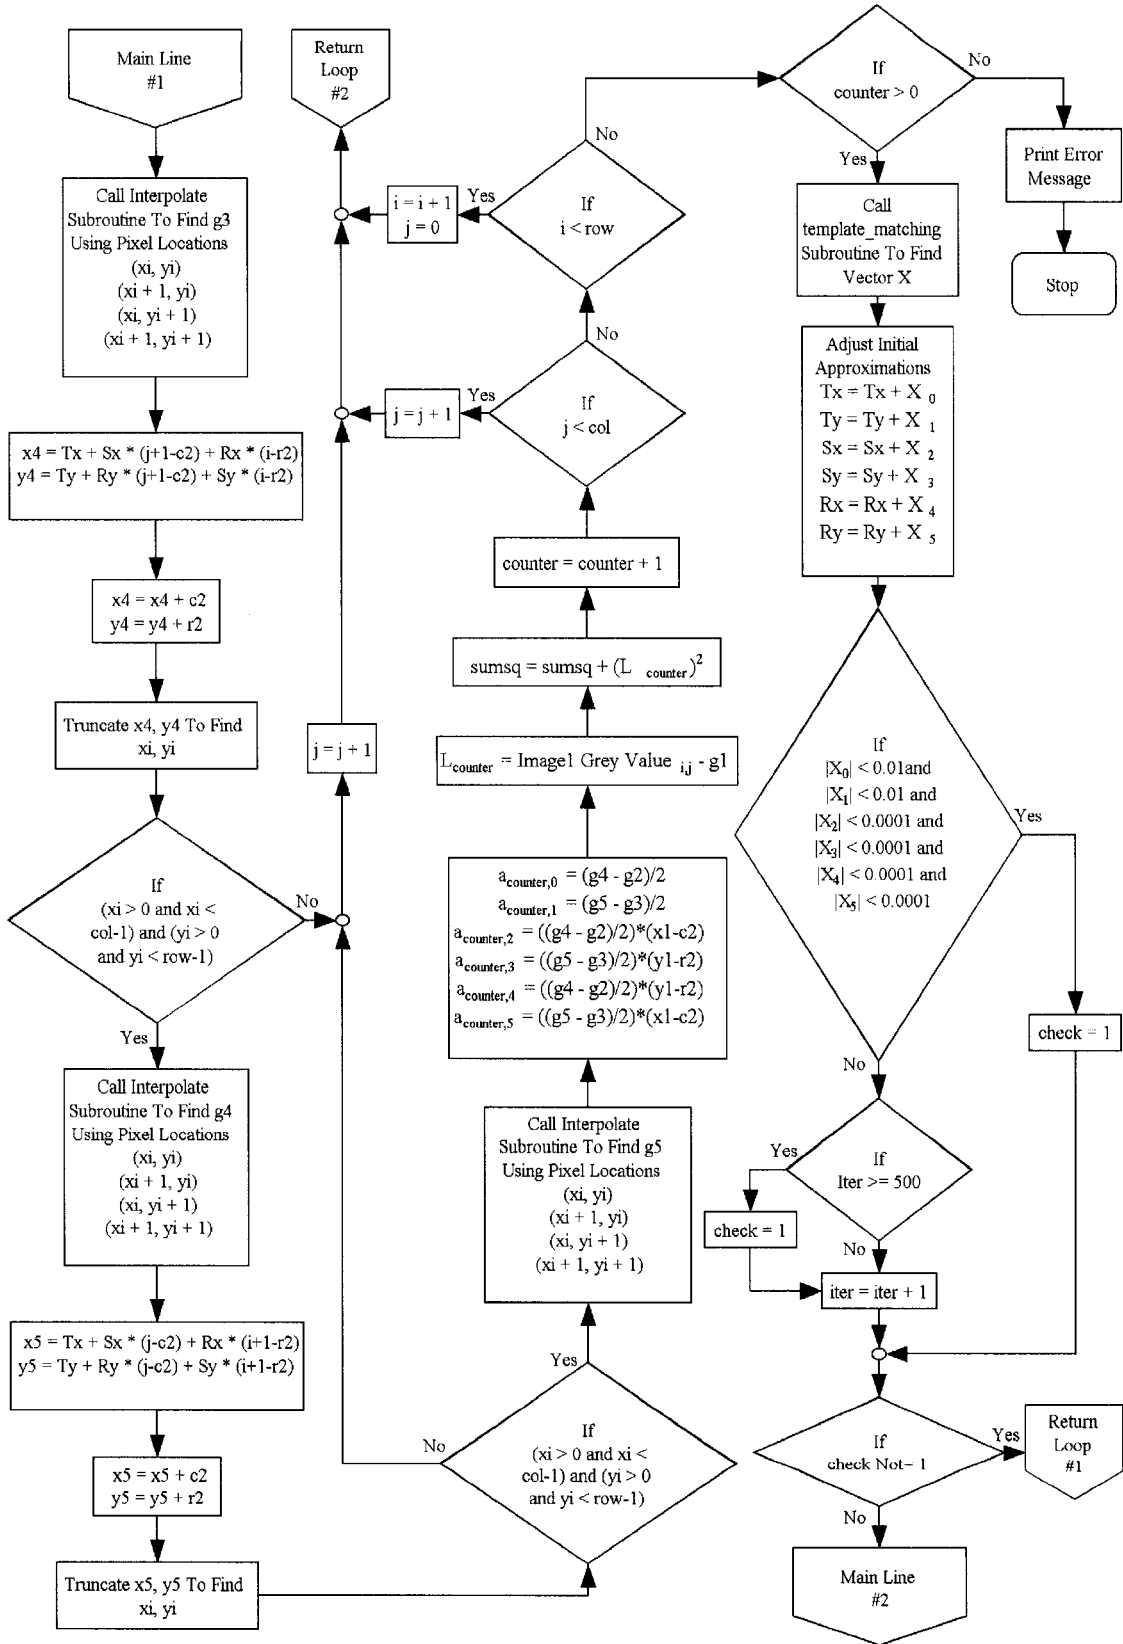 Main Line
#1
Call Interpolate
Subroutine To Find g3
Using Pixel Locations
(xi, yi)
(xi + 1, yi)
(xi, yi + 1)
(xi + 1, yi + 1)
x4 = Tx + Sx * (j+1-c2) + Rx * (i-r2)
y4 = Ty + Ry * (j+1-c2) + Sy * (i-r2)
x4 = x4 + c2
y4 = y4 + r2
Truncate x4, y4 To Find
xi, yi
If
(xi > 0 and xi <
col-1) and (yi > 0
and yi < row-1)
No
Yes
Call Interpolate
Subroutine To Find g4
Using Pixel Locations
(xi, yi)
(xi + 1, yi)
(xi, yi + 1)
(xi + 1, yi + 1)
x5 = Tx + Sx * (j-c2) + Rx * (i+1-r2)
y5 = Ty + Ry * (j-c2) + Sy * (i+1-r2)
x5 = x5 + c2
y5 = y5 + r2
Truncate x5, y5 To Find
xi, yi
Return
Loop
#2
i = i + 1
j = 0
Yes
If
i < row
No
j = j + 1
Yes
If
j < col
No
j = j + 1
counter = counter + 1
sumsq = sumsq + (L counter)2
Lcounter = Image1 Grey Value ij - g1
acounter,0 = (g4 - g2)/2
acounter,1 = (g5 - g3)/2
acounter,2 = ((g4 - g2)/2)*(x1-c2)
acounter,3 = ((g5 - g3)/2)*(y1-r2)
acounter,4 = ((g4 - g2)/2)*(y1-r2)
acounter,5 = ((g5 - g3)/2)*(x1-c2)
Call Interpolate
Subroutine To Find g5
Using Pixel Locations
(xi, yi)
(xi + 1, yi)
(xi, yi + 1)
(xi + 1, yi + 1)
Yes
No
If
(xi > 0 and xi <
col-1) and (yi > 0
and yi < row-1)
If
counter > 0
No
Yes
Print Error
Message
Stop
Call
template_matching
Subroutine To Find
Vector X
Adjust Initial
Approximations
Tx = Tx + X 0
Ty = Ty + X 1
Sx = Sx + X 2
Sy = Sy + X 3
Rx = Rx + X 4
Ry = Ry + X 5
If
|X0| < 0.01and
|X1| < 0.01 and
|X2| < 0.0001 and
|X3| < 0.0001 and
|X4| < 0.0001 and
|X5| < 0.0001
Yes
check = 1
No
Yes
If
Iter >= 500
check = 1
No
iter = iter + 1
If
check Not= 1
Yes
Return
Loop
#1
No
Main Line
#2